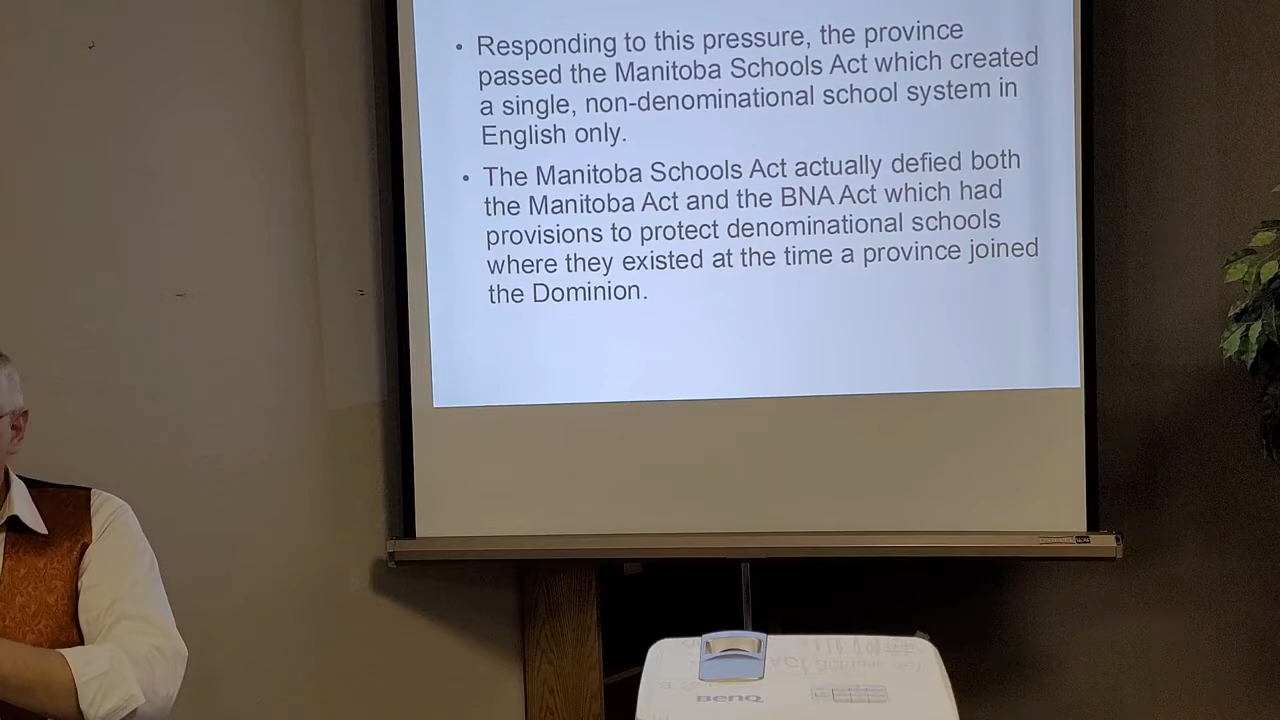 • Responding to this pressure, the province
passed the Manitoba Schools Act which created
a single, non-denominational school system in
English only.
• The Manitoba Schools Act actually defied both
the Manitoba Act and the BNA Act which had
provisions to protect denominational schools
where they existed at the time a province joined
the Dominion.
BenQ